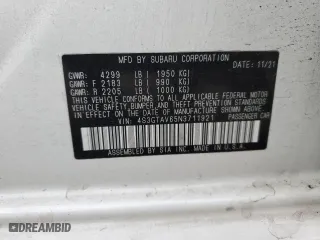 MFD BY SUBARU CORPORATION
GVWR: 4299 LB ( 1950 KG) DATE: 11/21
GAWR: F 2183 LB ( 990 KG)
GAWR: R 2205 LB ( 1000 KG)
THIS VEHICLE CONFORMS TO ALL APPLICABLE FEDERAL MOTOR
VEHICLE SAFETY, BUMPER, AND THEFT PREVENTION STANDARDS
IN EFFECT ON THE DATE OF MANUFACTURE SHOWN ABOVE.
VIN: 4S3GTAV65N3711921 PASSENGER CAR
ASSEMBLED BY SIA INC. MADE IN U.S.A.
AUTOBIDCAR